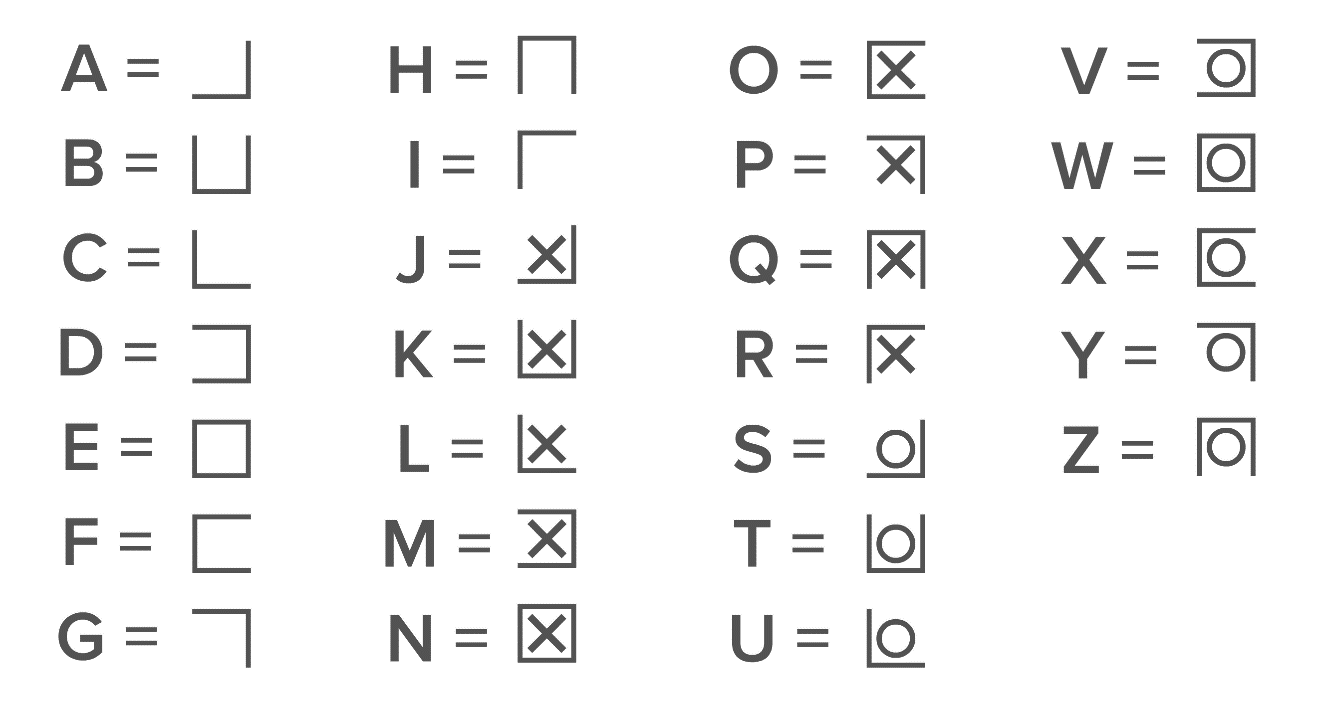 A = H = O = V =
B = I = P = W =
C = J = Q = X =
D = K = R = Y =
E = L = S = Z =
F = M = T =
G = N = U =